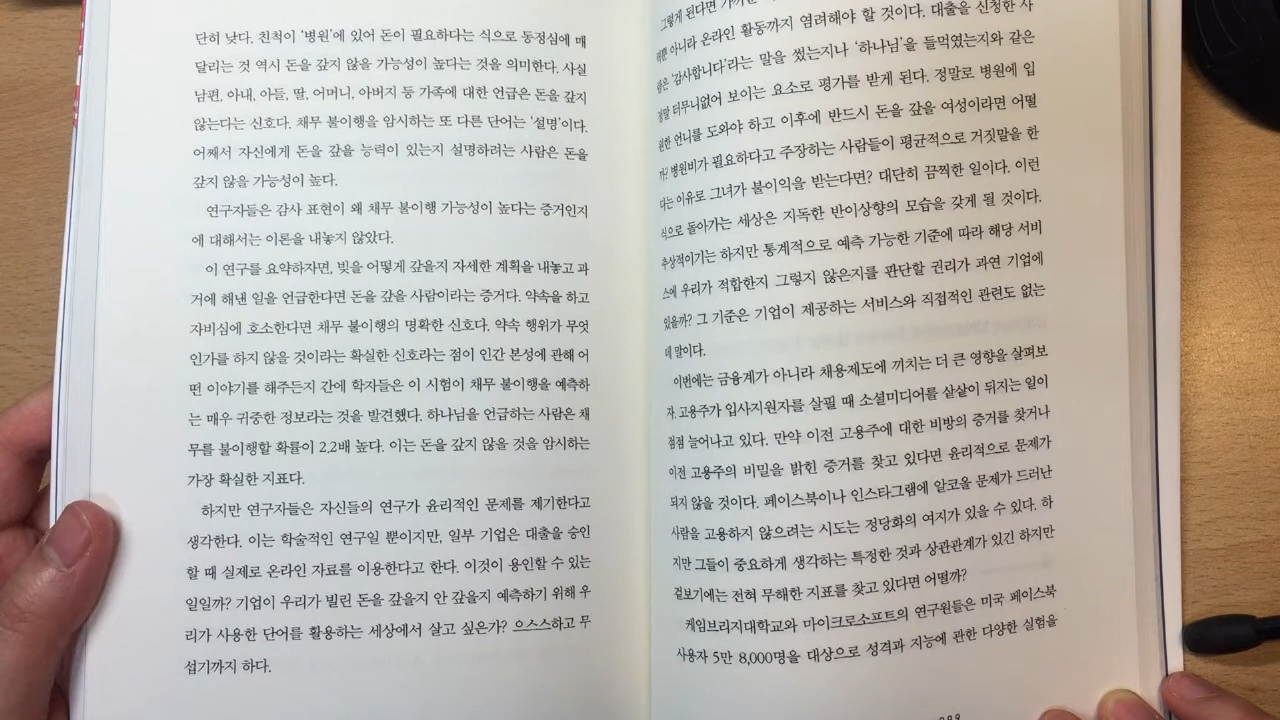 단히 낮다. 친척이 ‘병원’에 있어 돈이 필요하다는 식으로 동정심에 매
달리는 것 역시 돈을 갚지 않을 가능성이 높다는 것을 의미한다. 사실
남편, 아내, 아들, 딸, 어머니, 아버지 등 가족에 대한 언급은 돈을 갚지
않는다는 신호다. 채무 불이행을 암시하는 또 다른 단어는 ‘설명’이다.
어째서 자신에게 돈을 갚을 능력이 있는지 설명하려는 사람은 돈을
갚지 않을 가능성이 높다.
연구자들은 감사 표현이 왜 채무 불이행 가능성이 높다는 증거인지
에 대해서는 이론을 내놓지 않았다.
이 연구를 요약하자면, 빚을 어떻게 갚을지 자세한 계획을 내놓고 과
거에 해낸 일을 언급한다면 돈을 갚을 사람이라는 증거다. 약속을 하고
자비심에 호소한다면 채무 불이행의 명확한 신호다. 약속 행위가 무엇
인가를 하지 않을 것이라는 확실한 신호라는 점이 인간 본성에 관해 어
떤 이야기를 해주든지 간에 학자들은 이 시험이 채무 불이행을 예측하
는 매우 귀중한 정보라는 것을 발견했다. 하나님을 언급하는 사람은 채
무를 불이행할 확률이 2.2배 높다. 이는 돈을 갚지 않을 것을 암시하는
가장 확실한 지표다.
하지만 연구자들은 자신들의 연구가 윤리적인 문제를 제기한다고
생각한다. 이는 학술적인 연구일 뿐이지만, 일부 기업은 대출을 승인
할 때 실제로 온라인 자료를 이용한다고 한다. 이것이 용인할 수 있는
일일까? 기업이 우리가 빌린 돈을 갚을지 안 갚을지 예측하기 위해 우
리가 사용한 단어를 활용하는 세상에서 살고 싶은가? 으스스하고 무
섭기까지 하다.
그렇게 된다면
아니라 온라인 활동까지 염려해야 할 것이다. 대출을 신청한 사
람은 ‘감사합니다’라는 말을 썼는지나 ‘하나님’을 들먹였는지와 같은
정말 터무니없어 보이는 요소로 평가를 받게 된다. 정말로 병원에 입
원한 언니를 도와야 하고 이후에 반드시 돈을 갚을 여성이라면 어떨
까? 병원비가 필요하다고 주장하는 사람들이 평균적으로 거짓말을 한
다는 이유로 그녀가 불이익을 받는다면? 대단히 끔찍한 일이다. 이런
식으로 돌아가는 세상은 지독한 반이상향의 모습을 갖게 될 것이다.
추상적이기는 하지만 통계적으로 예측 가능한 기준에 따라 해당 서비
스에 우리가 적합한지 그렇지 않은지를 판단할 권리가 과연 기업에
있을까? 그 기준은 기업이 제공하는 서비스와 직접적인 관련도 없는
데 말이다.
이번에는 금융계가 아니라 채용제도에 끼치는 더 큰 영향을 살펴보
자. 고용주가 입사지원자를 살필 때 소셜미디어를 샅샅이 뒤지는 일이
점점 늘어나고 있다. 만약 이전 고용주에 대한 비방의 증거를 찾거나
이전 고용주의 비밀을 밝힌 증거를 찾고 있다면 윤리적으로 문제가
되지 않을 것이다. 페이스북이나 인스타그램에 알코올 문제가 드러난
사람을 고용하지 않으려는 시도는 정당화의 여지가 있을 수 있다. 하
지만 그들이 중요하게 생각하는 특정한 것과 상관관계가 있긴 하지만
겉보기에는 전혀 무해한 지표를 찾고 있다면 어떨까?
케임브리지대학교와 마이크로소프트의 연구원들은 미국 페이스북
사용자 5만 8,000명을 대상으로 성격과 지능에 관한 다양한 실험을